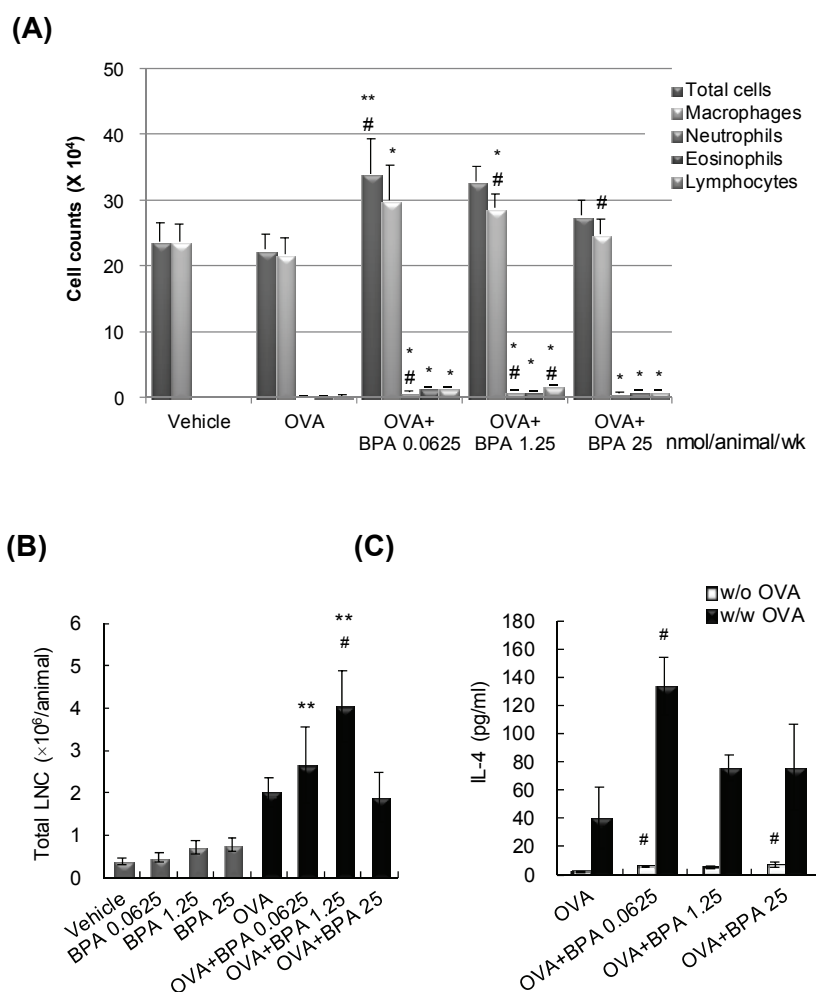 (A)
50
40
30
20
10
0
Cell counts (X 10⁴)
**
#
*
*
#
#
*
#
*
*
*
#
*
*
#
*
*
*
Total cells
Macrophages
Neutrophils
Eosinophils
Lymphocytes
Vehicle
OVA
OVA+
BPA 0.0625
OVA+
BPA 1.25
OVA+
BPA 25
nmol/animal/wk
(B)
6
5
4
3
2
1
0
Total LNC (×10⁶/animal)
**
**
#
Vehicle
BPA 0.0625
BPA 1.25
BPA 25
OVA
OVA+BPA 0.0625
OVA+BPA 1.25
OVA+BPA 25
(C)
w/o OVA
w/w OVA
180
160
140
120
100
80
60
40
20
0
IL-4 (pg/ml)
#
#
#
OVA
OVA+BPA 0.0625
OVA+BPA 1.25
OVA+BPA 25